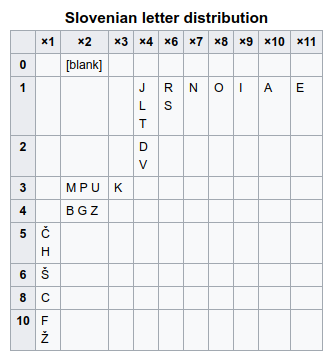 Slovenian letter distribution
×1 ×2 ×3 ×4 ×6 ×7 ×8 ×9 ×10 ×11
0 [blank]
1 J R N O I A E
L S
T
2 D
V
3 M P U K
4 B G Z
5 Č
H
6 Š
8 C
10 F
Ž